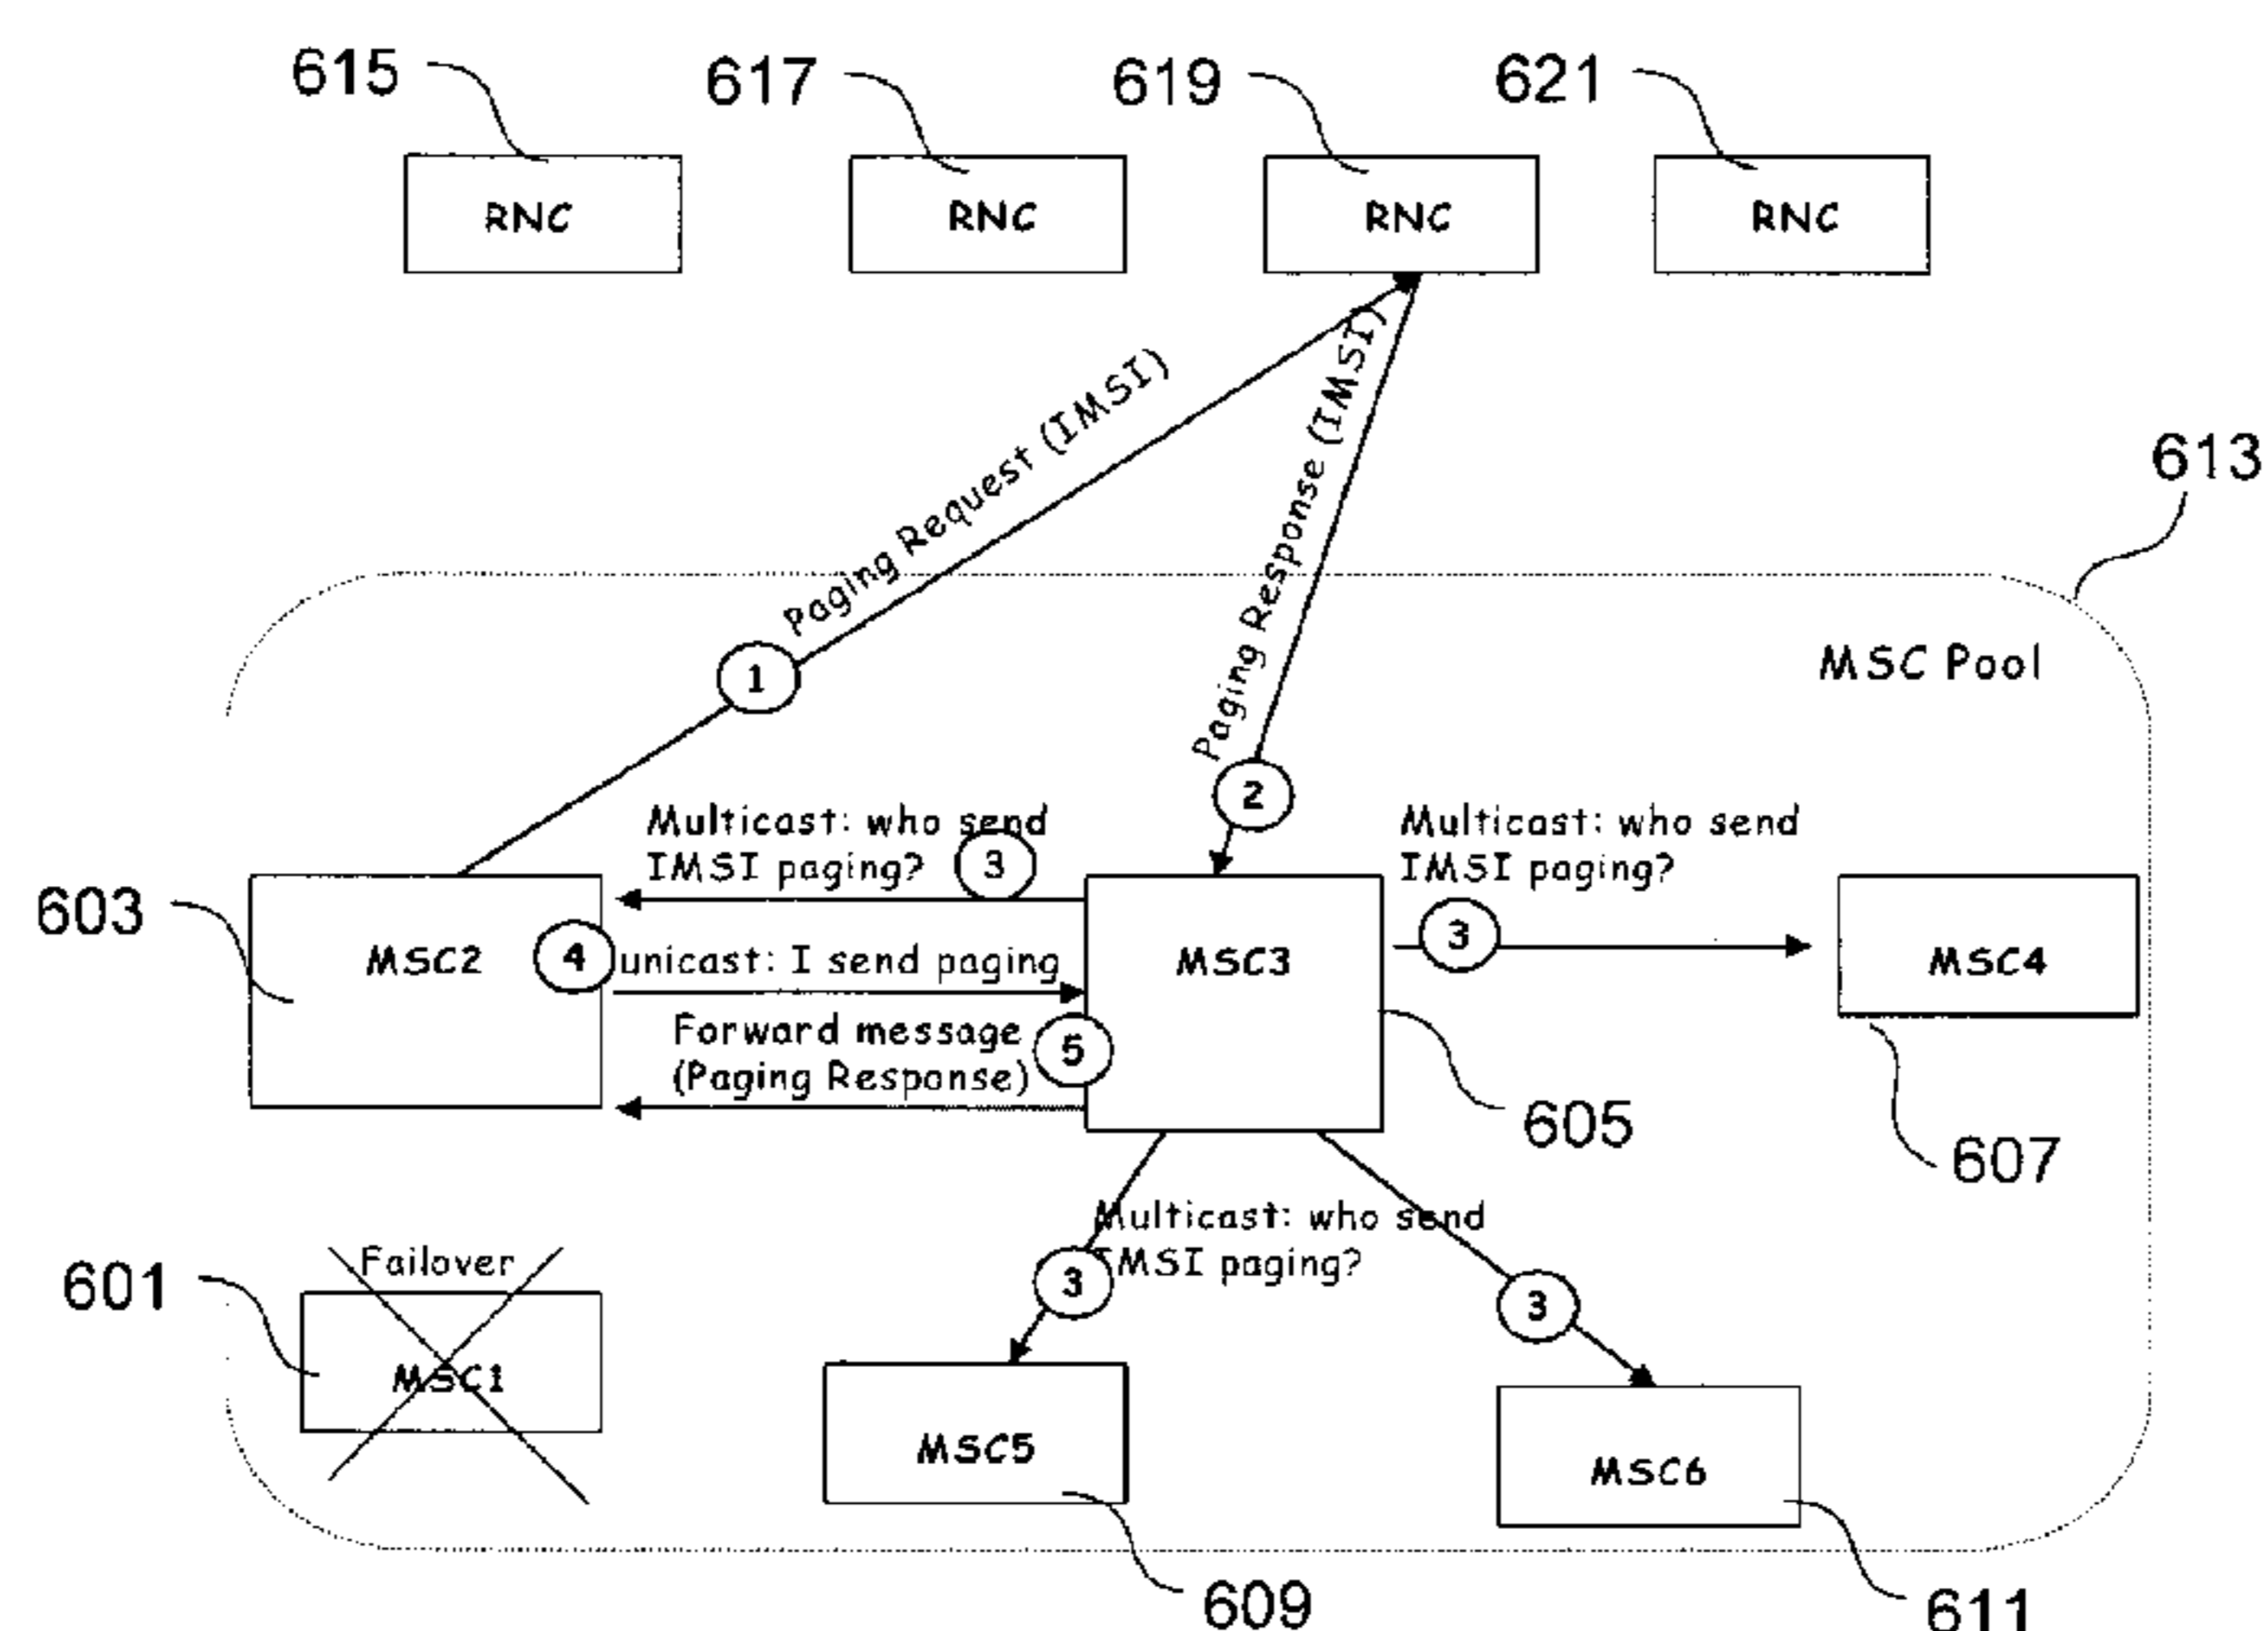 615
617
619
621
RNC
RNC
RNC
RNC
Paging Request (IMSI)
Paging Response (IMSI)
613
MSC Pool
1
2
Multicast: who send
IMSI paging?
3
Multicast: who send
IMSI paging?
3
603
MSC2
4
unicast: I send paging
MSC3
MSC4
Forward message
(Paging Response)
5
605
607
Multicast: who send
IMSI paging?
3
3
Failover
601
MSC1
MSC5
MSC6
609
611